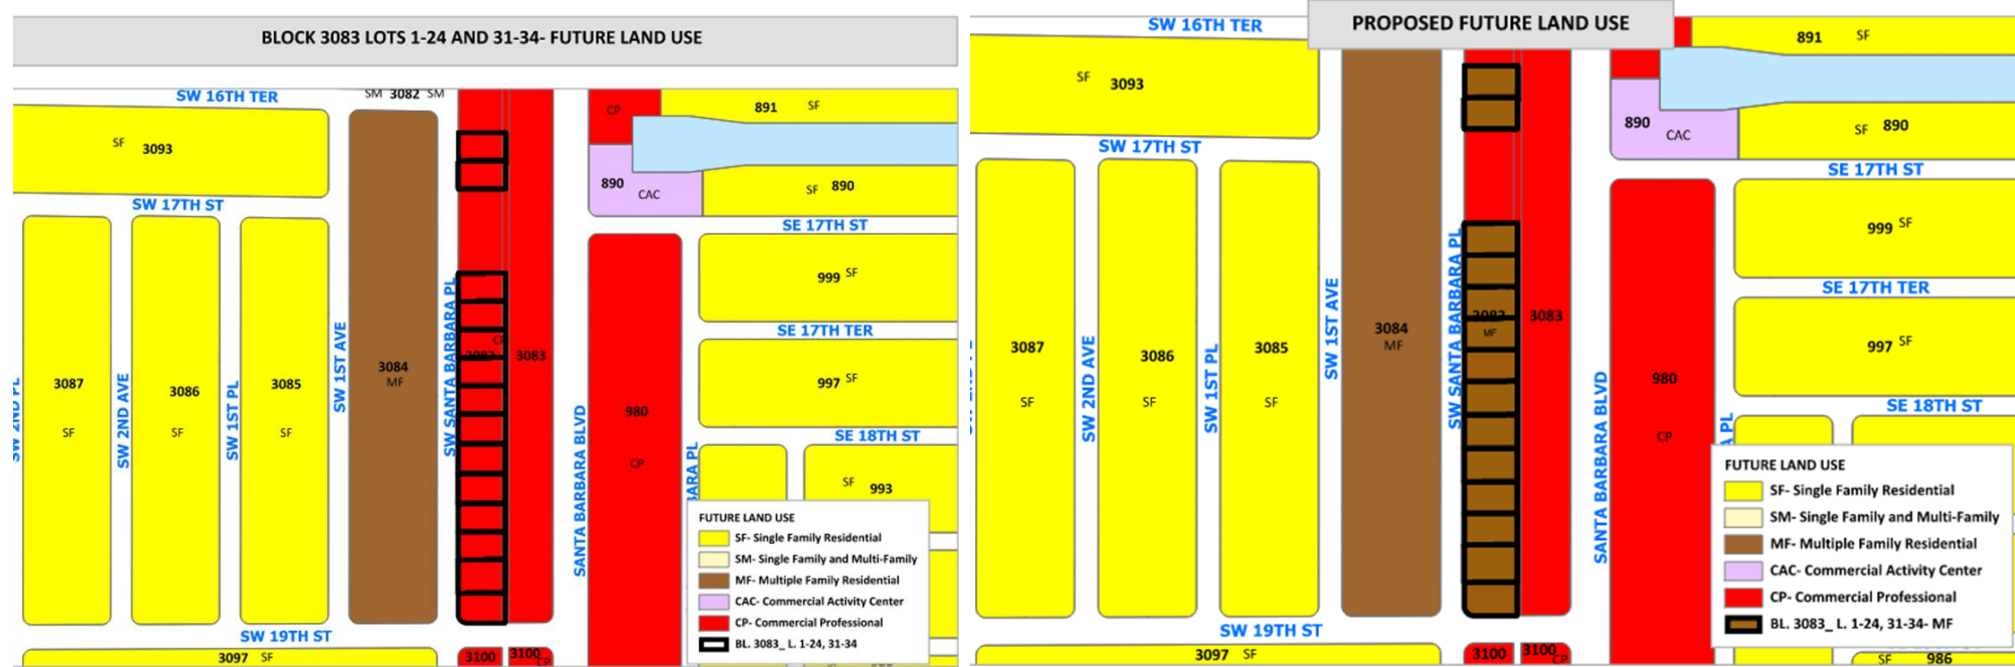 BLOCK 3083 LOTS 1-24 AND 31-34- FUTURE LAND USE
SW 16TH TER
SM 3082 SM
CP
891 SF
SF 3093
890
CAC
SF 890
SW 17TH ST
SE 17TH ST
999 SF
SE 17TH TER
SW 2ND PL
3087
SF
SW 2ND AVE
3086
SF
SW 1ST PL
3085
SF
SW 1ST AVE
3084
MF
SW SANTA BARBARA PL
3083
SANTA BARBARA BLVD
980
CP
997 SF
SE 18TH ST
BARA PL
SF 993
FUTURE LAND USE
SF- Single Family Residential
SM- Single Family and Multi-Family
MF- Multiple Family Residential
CAC- Commercial Activity Center
CP- Commercial Professional
BL. 3083_ L. 1-24, 31-34
SW 19TH ST
3097 SF
3100
3100
CP
PROPOSED FUTURE LAND USE
SW 16TH TER
891 SF
SF 3093
890
CAC
SF 890
SW 17TH ST
SE 17TH ST
999 SF
SE 17TH TER
3087
SF
SW 2ND AVE
3086
SF
SW 1ST PL
3085
SF
SW 1ST AVE
3084
MF
SW SANTA BARBARA PL
MF
3083
SANTA BARBARA BLVD
980
CP
997 SF
SE 18TH ST
A PL
FUTURE LAND USE
SF- Single Family Residential
SM- Single Family and Multi-Family
MF- Multiple Family Residential
CAC- Commercial Activity Center
CP- Commercial Professional
BL. 3083_ L. 1-24, 31-34- MF
SW 19TH ST
3097 SF
3100
3100
CP
SF 986